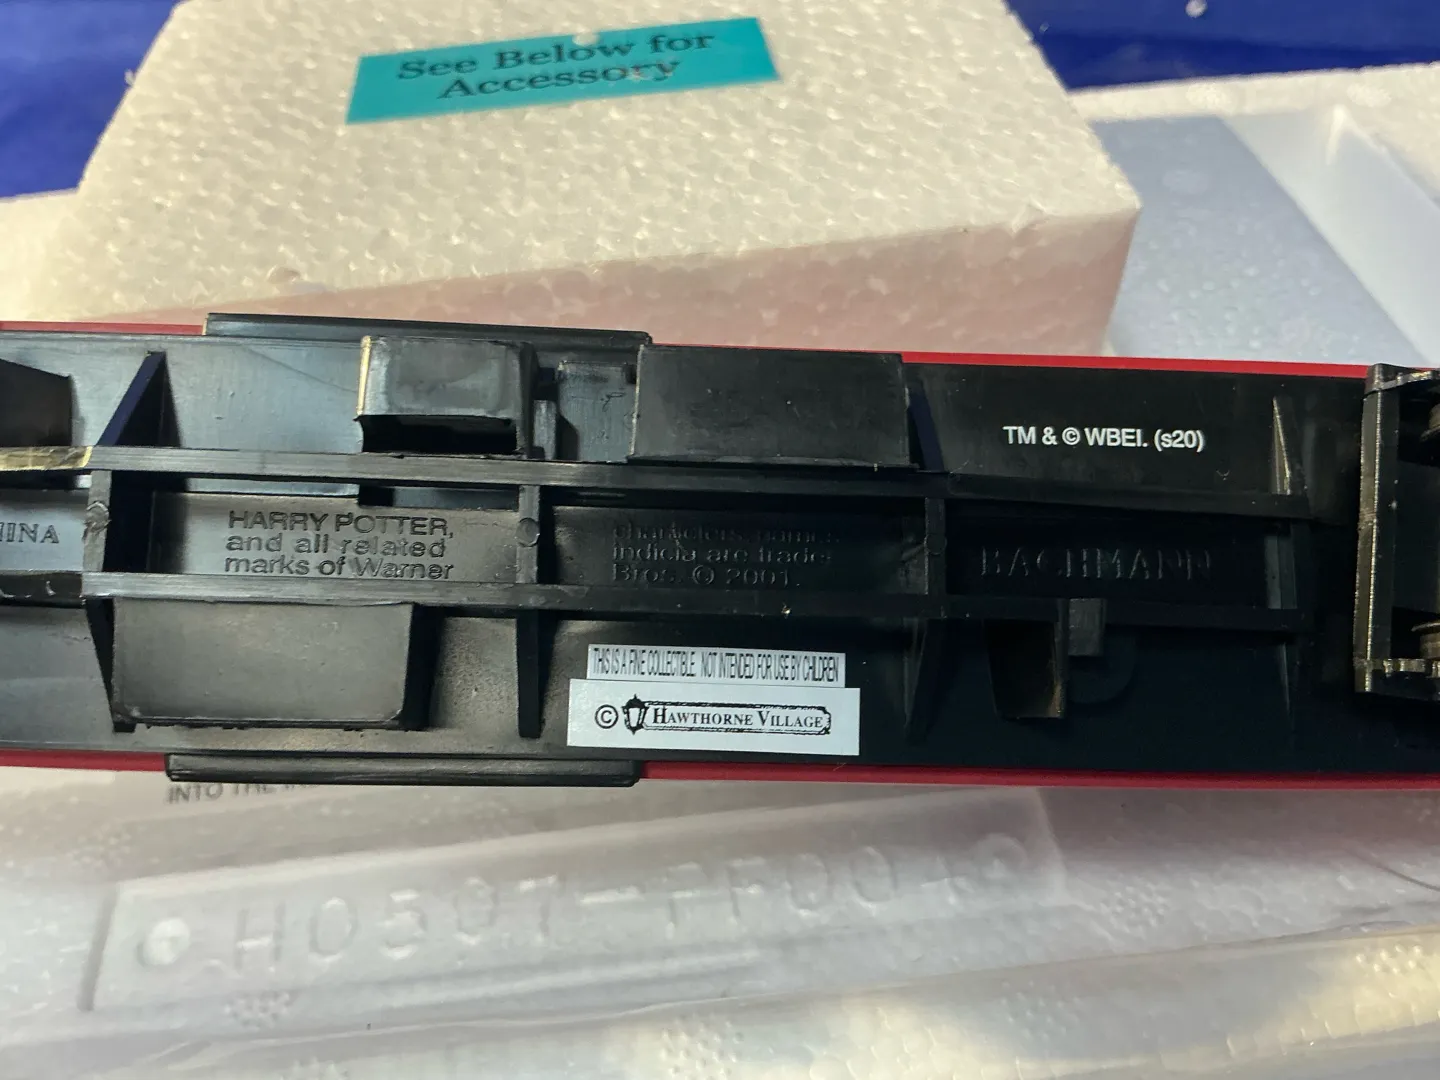 See Below for
Accessory
TM & © WBEI. (s20)
HARRY POTTER,
and all related
marks of Warner
characters, names
indicia are trade-
Bros. © 2001.
BACHMANN
THIS IS A FINE COLLECTIBLE. NOT INTENDED FOR USE BY CHILDREN
© HAWTHORNE VILLAGE
INTO THE